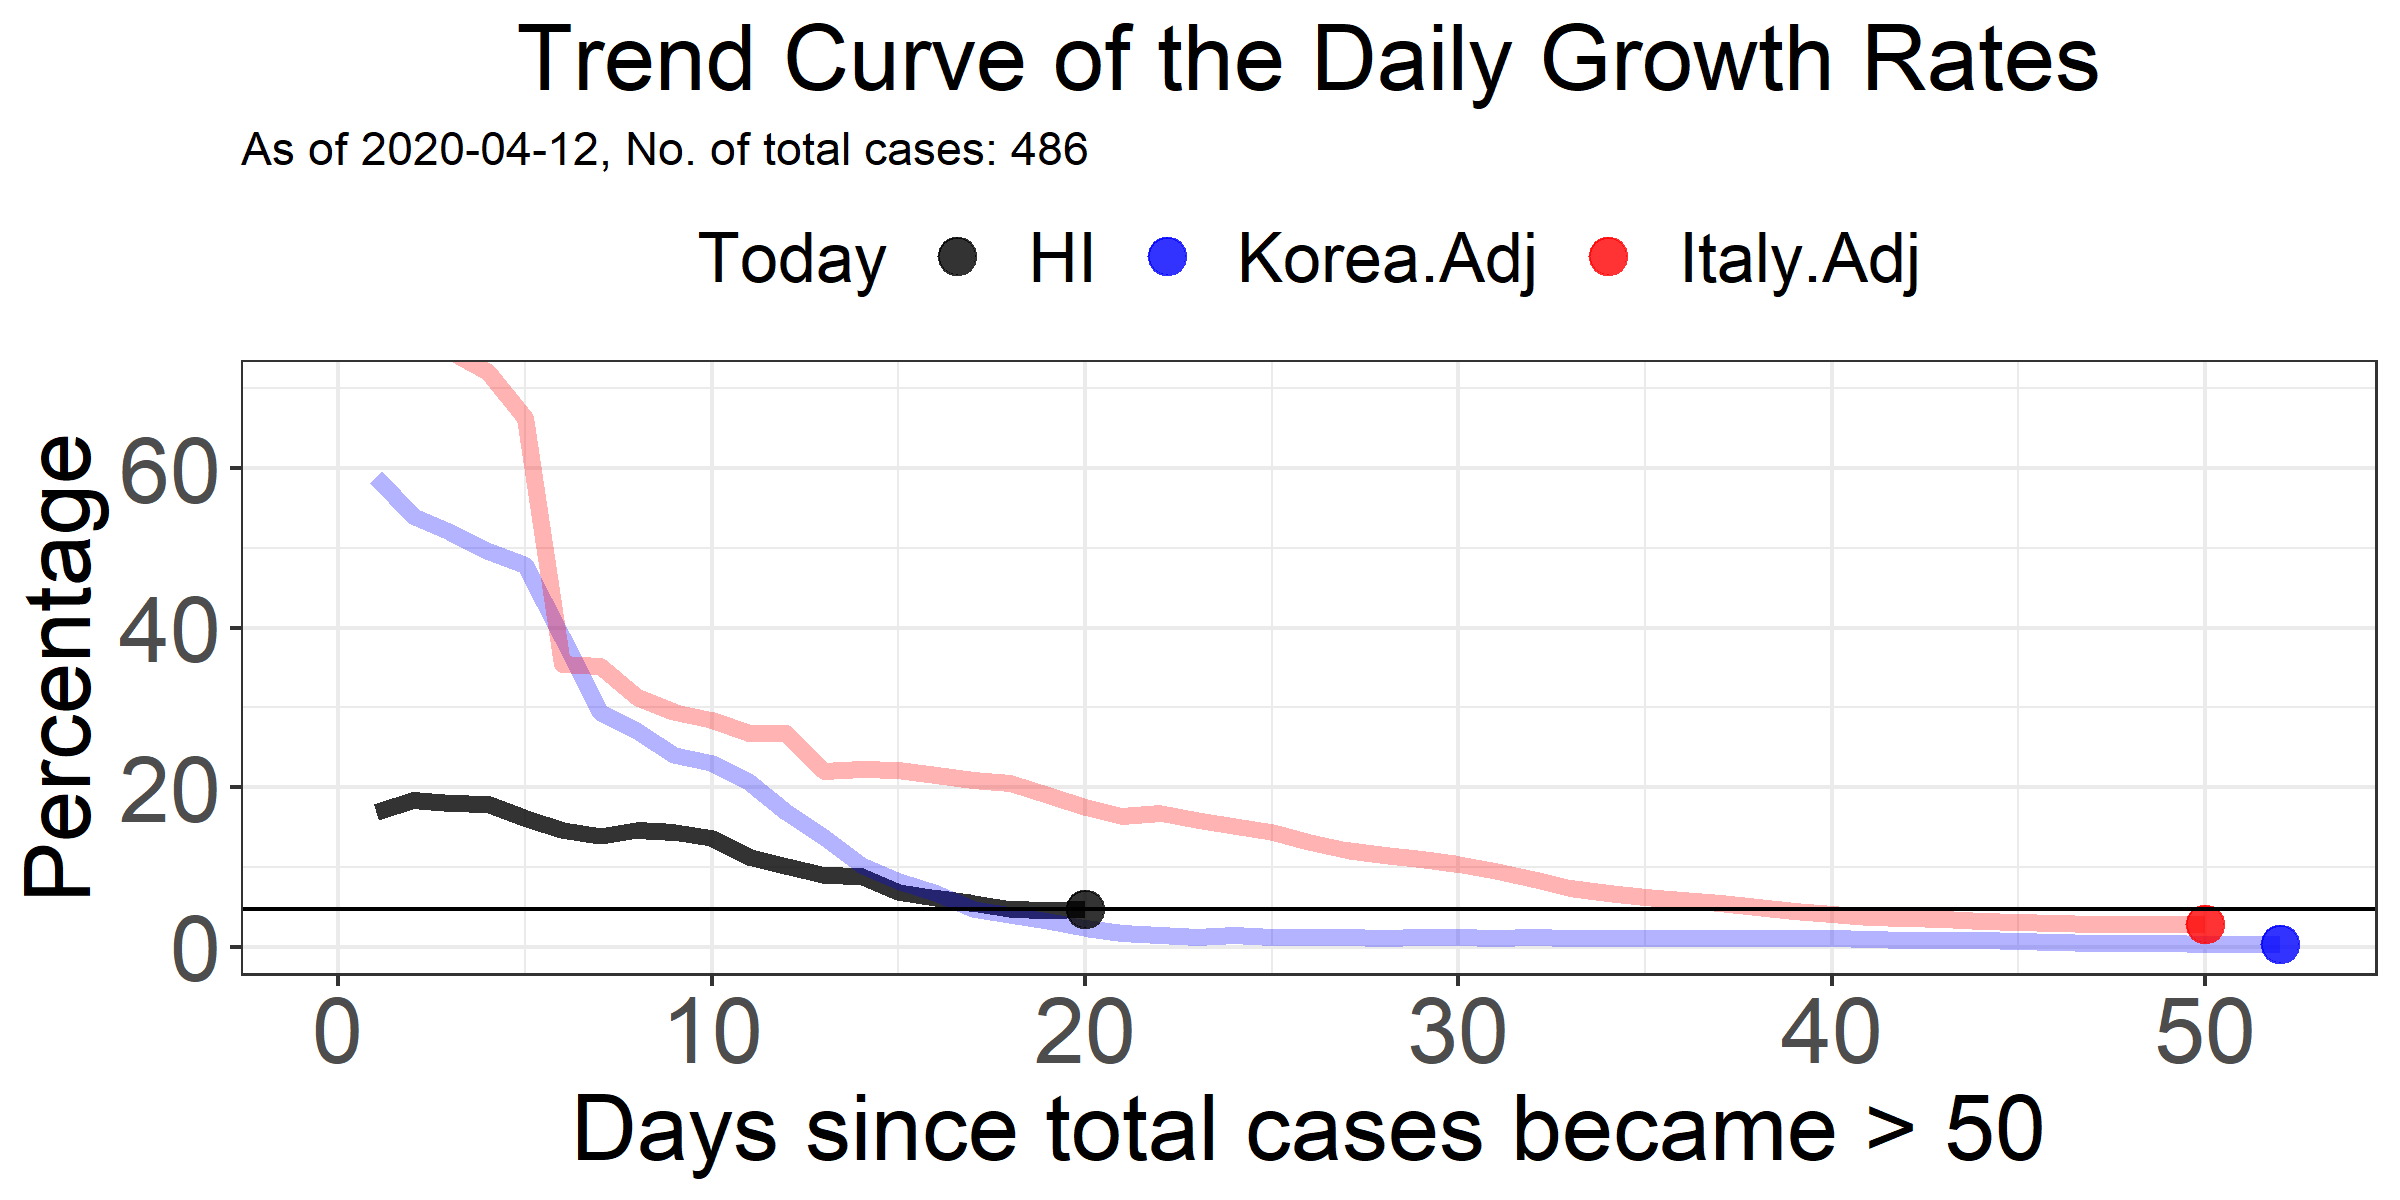 Trend Curve of the Daily Growth Rates
As of 2020-04-12, No. of total cases: 486
Today HI Korea.Adj Italy.Adj
Percentage
60
40
20
0
0 10 20 30 40 50
Days since total cases became > 50